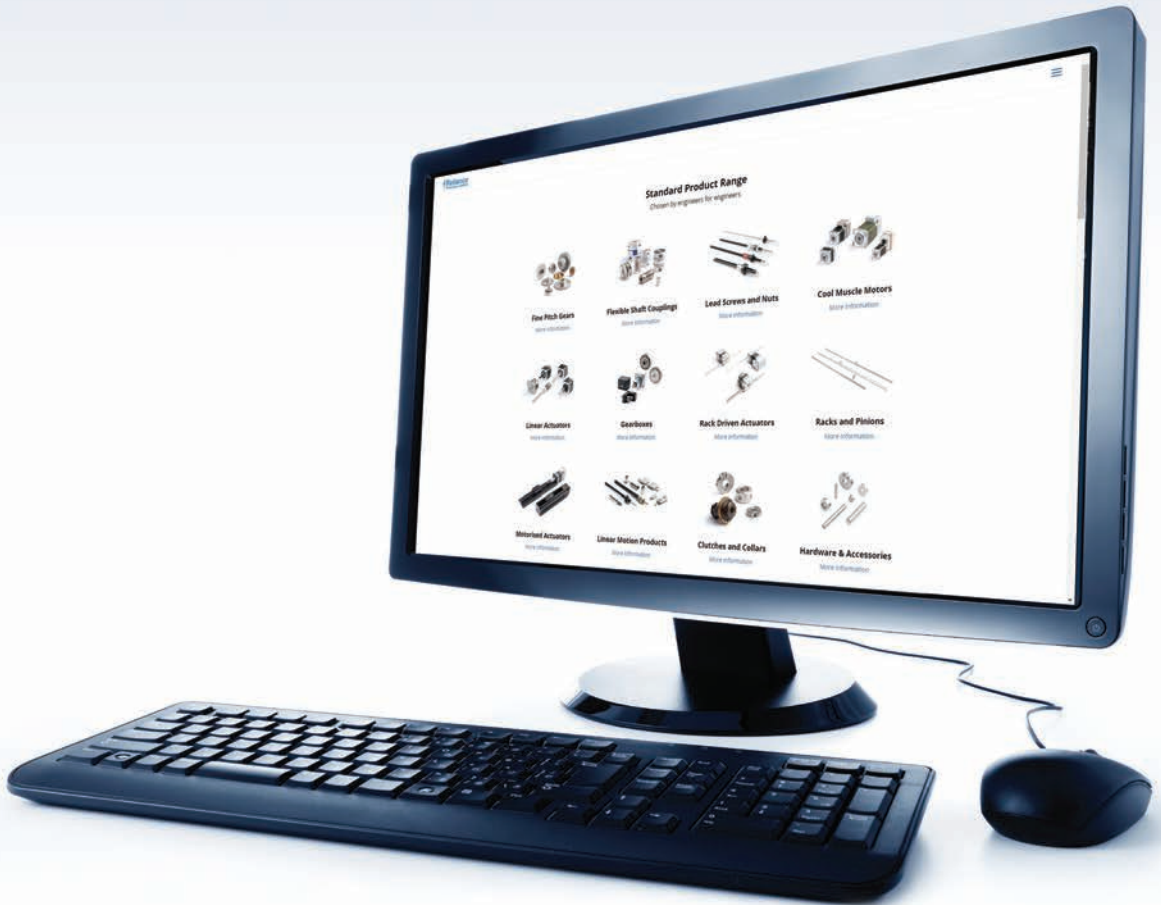 Reliance
Standard Product Range
Chosen by engineers for engineers
Fine Pitch Gears
More Information
Flexible Shaft Couplings
More Information
Lead Screws and Nuts
More Information
Cool Muscle Motors
More Information
Linear Actuators
More Information
Gearboxes
More Information
Rack Driven Actuators
More Information
Racks and Pinions
More Information
Motorised Actuators
More Information
Linear Motion Products
More Information
Clutches and Collars
More Information
Hardware & Accessories
More Information